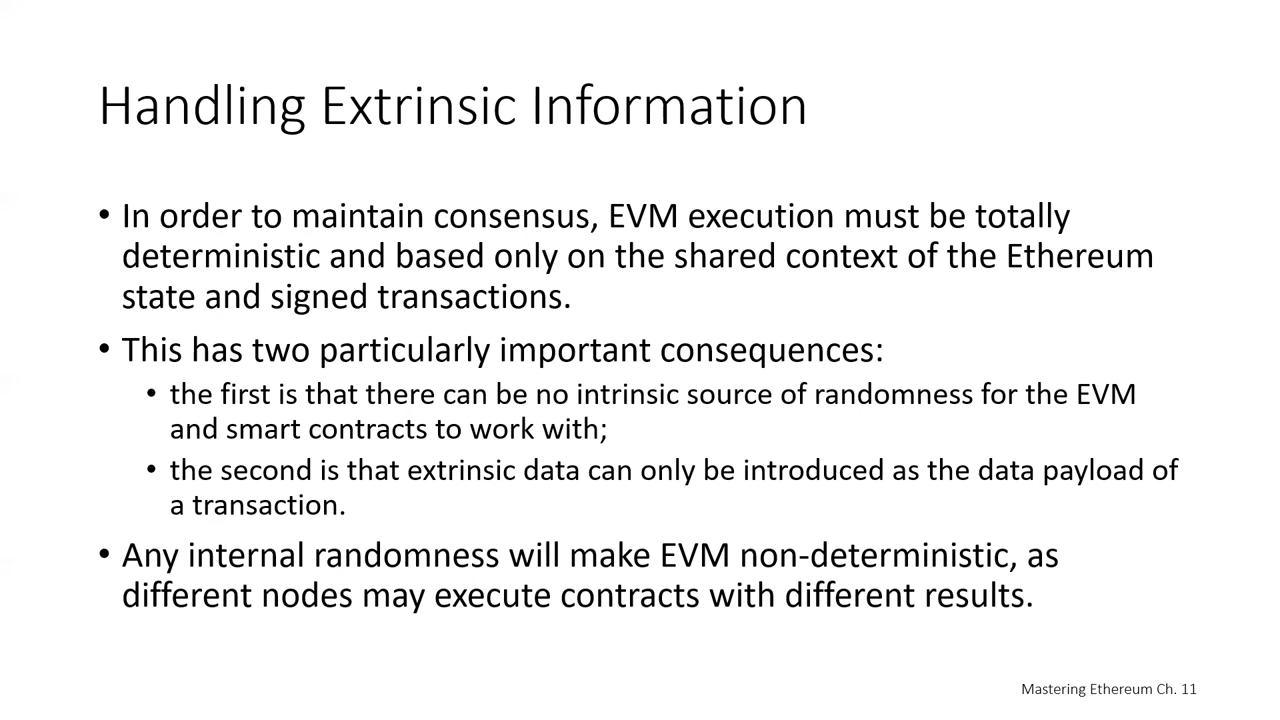 Handling Extrinsic Information
• In order to maintain consensus, EVM execution must be totally
deterministic and based only on the shared context of the Ethereum
state and signed transactions.
• This has two particularly important consequences:
• the first is that there can be no intrinsic source of randomness for the EVM
and smart contracts to work with;
• the second is that extrinsic data can only be introduced as the data payload of
a transaction.
• Any internal randomness will make EVM non-deterministic, as
different nodes may execute contracts with different results.
Mastering Ethereum Ch. 11